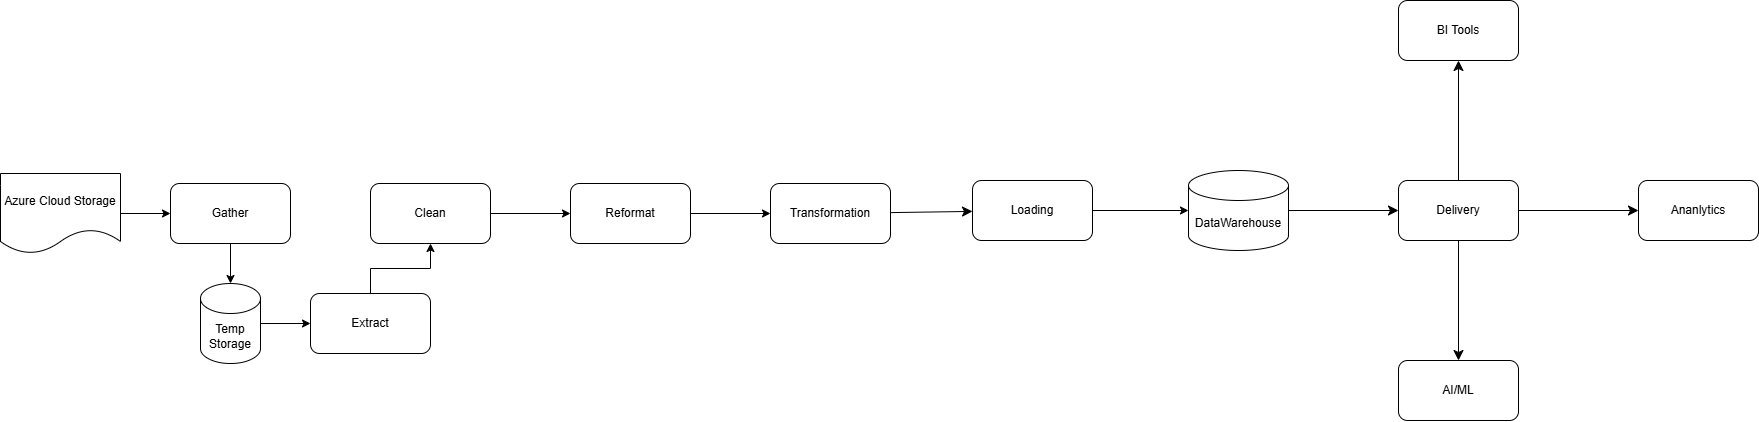 BI Tools
Azure Cloud Storage
Gather
Clean
Reformat
Transformation
Loading
DataWarehouse
Delivery
Ananlytics
Temp
Storage
Extract
AI/ML